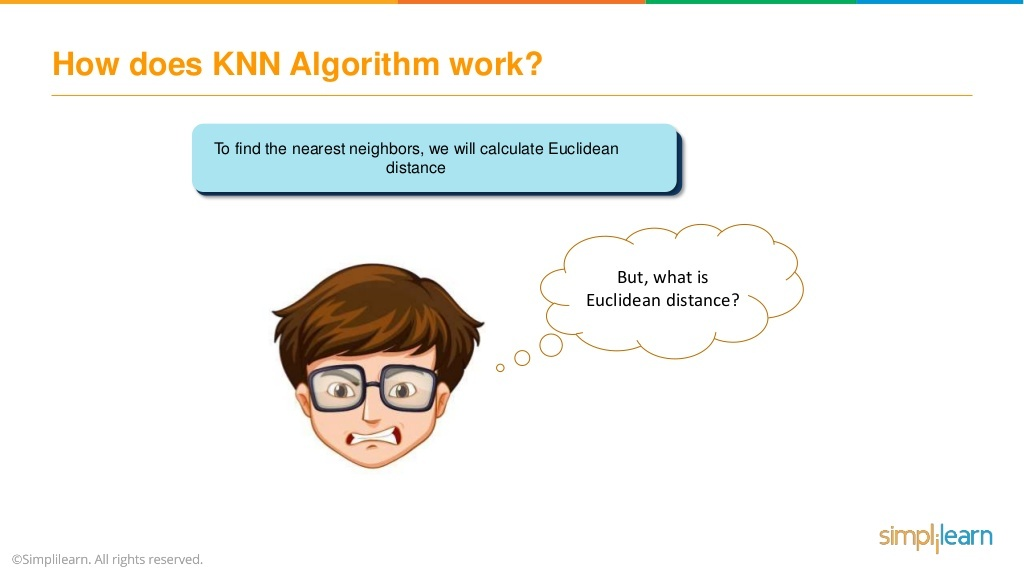 How does KNN Algorithm work?
To find the nearest neighbors, we will calculate Euclidean
distance
But, what is
Euclidean distance?
simplilearn
©Simplilearn. All rights reserved.